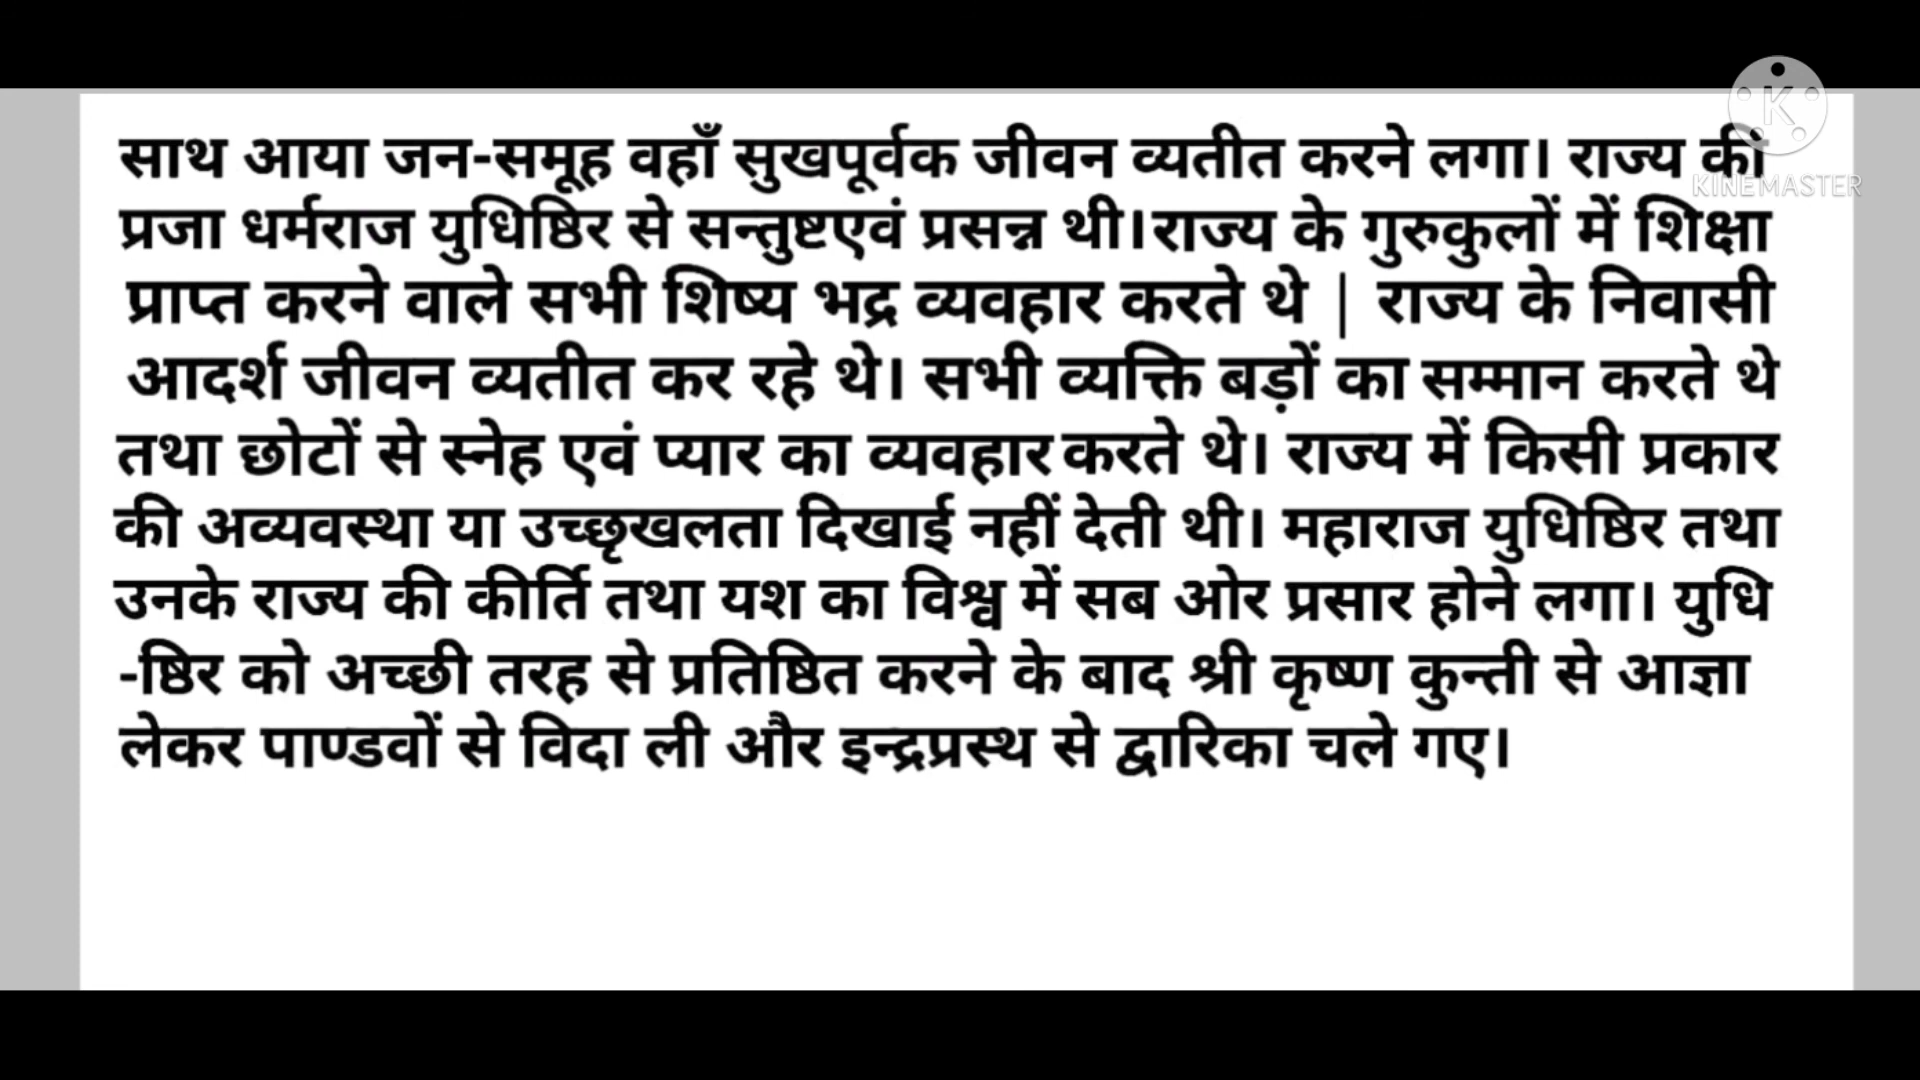 साथ आया जन-समूह वहाँ सुखपूर्वक जीवन व्यतीत करने लगा। राज्य की
प्रजा धर्मराज युधिष्ठिर से सन्तुष्टएवं प्रसन्न थी।राज्य के गुरुकुलों में शिक्षा
प्राप्त करने वाले सभी शिष्य भद्र व्यवहार करते थे | राज्य के निवासी
आदर्श जीवन व्यतीत कर रहे थे। सभी व्यक्ति बड़ों का सम्मान करते थे
तथा छोटों से स्नेह एवं प्यार का व्यवहार करते थे। राज्य में किसी प्रकार
की अव्यवस्था या उच्छृखलता दिखाई नहीं देती थी। महाराज युधिष्ठिर तथा
उनके राज्य की कीर्ति तथा यश का विश्व में सब ओर प्रसार होने लगा। युधि
-ष्ठिर को अच्छी तरह से प्रतिष्ठित करने के बाद श्री कृष्ण कुन्ती से आज्ञा
लेकर पाण्डवों से विदा ली और इन्द्रप्रस्थ से द्वारिका चले गए।
K
KINEMASTER